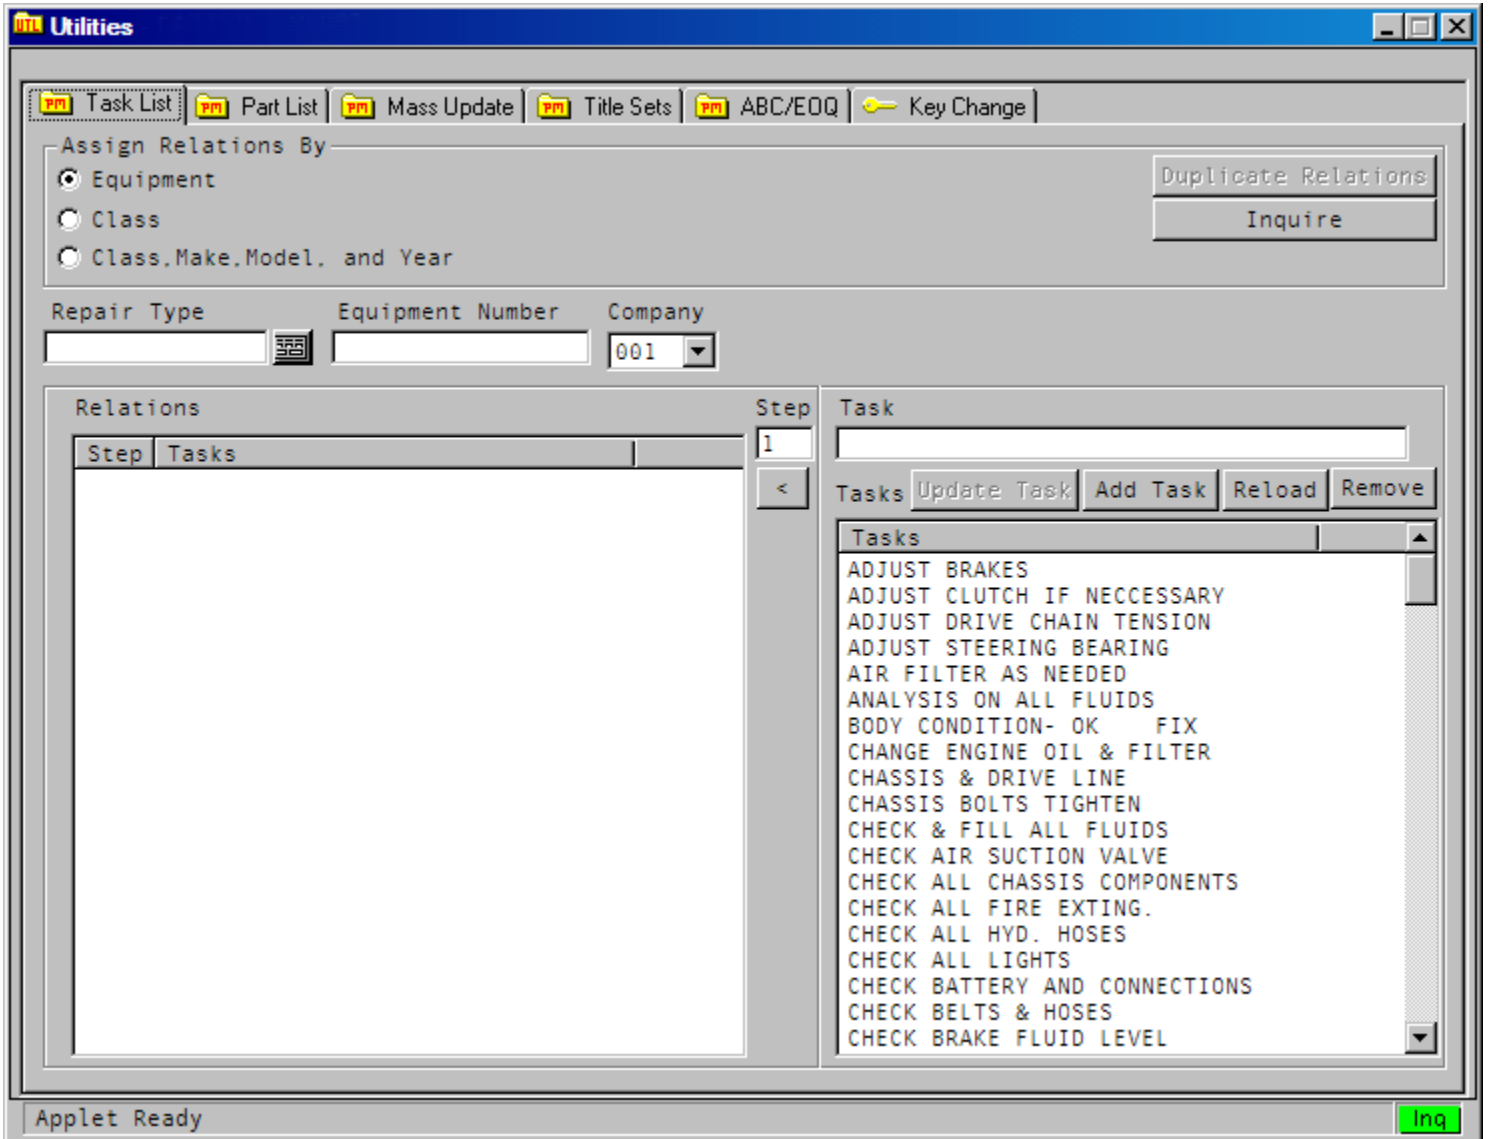 UTL Utilities
PM Task List PM Part List PM Mass Update PM Title Sets PM ABC/EOQ Key Change
Assign Relations By
Equipment
Duplicate Relations
Class
Inquire
Class,Make,Model, and Year
Repair Type Equipment Number Company
001
Relations Step Task
1
Step Tasks
<
Tasks Update Task Add Task Reload Remove
Tasks
ADJUST BRAKES
ADJUST CLUTCH IF NECCESSARY
ADJUST DRIVE CHAIN TENSION
ADJUST STEERING BEARING
AIR FILTER AS NEEDED
ANALYSIS ON ALL FLUIDS
BODY CONDITION- OK    FIX
CHANGE ENGINE OIL & FILTER
CHASSIS & DRIVE LINE
CHASSIS BOLTS TIGHTEN
CHECK & FILL ALL FLUIDS
CHECK AIR SUCTION VALVE
CHECK ALL CHASSIS COMPONENTS
CHECK ALL FIRE EXTING.
CHECK ALL HYD. HOSES
CHECK ALL LIGHTS
CHECK BATTERY AND CONNECTIONS
CHECK BELTS & HOSES
CHECK BRAKE FLUID LEVEL
Applet Ready
Inq